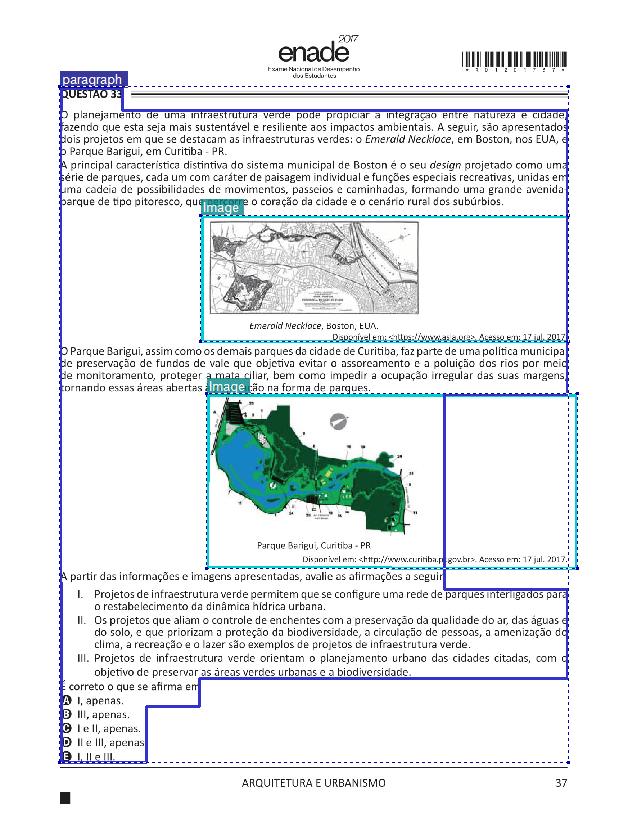 2017
enade
Exame Nacional de Desempenho
dos Estudantes
paragraph
QUESTÃO 33
O planejamento de uma infraestrutura verde pode propiciar a integração entre natureza e cidade,
fazendo que esta seja mais sustentável e resiliente aos impactos ambientais. A seguir, são apresentados
dois projetos em que se destacam as infraestruturas verdes: o Emerald Necklace, em Boston, nos EUA, e
o Parque Barigui, em Curitiba - PR.
A principal característica distintiva do sistema municipal de Boston é o seu design projetado como uma
série de parques, cada um com caráter de paisagem individual e funções especiais recreativas, unidas em
uma cadeia de possibilidades de movimentos, passeios e caminhadas, formando uma grande avenida-
parque de tipo pitoresco, que percorre o coração da cidade e o cenário rural dos subúrbios.
Image
Emerald Necklace, Boston, EUA.
Disponível em: <https://www.asla.org>. Acesso em: 17 jul. 2017.
O Parque Barigui, assim como os demais parques da cidade de Curitiba, faz parte de uma política municipal
de preservação de fundos de vale que objetiva evitar o assoreamento e a poluição dos rios por meio
de monitoramento, proteger a mata ciliar, bem como impedir a ocupação irregular das suas margens,
tornando essas áreas abertas ção na forma de parques.
Image
Parque Barigui, Curitiba - PR
Disponível em: <http://www.curitiba.pr.gov.br>. Acesso em: 17 jul. 2017.
A partir das informações e imagens apresentadas, avalie as afirmações a seguir.
I. Projetos de infraestrutura verde permitem que se configure uma rede de parques interligados para
o restabelecimento da dinâmica hídrica urbana.
II. Os projetos que aliam o controle de enchentes com a preservação da qualidade do ar, das águas e
do solo, e que priorizam a proteção da biodiversidade, a circulação de pessoas, a amenização do
clima, a recreação e o lazer são exemplos de projetos de infraestrutura verde.
III. Projetos de infraestrutura verde orientam o planejamento urbano das cidades citadas, com o
objetivo de preservar as áreas verdes urbanas e a biodiversidade.
É correto o que se afirma em
A I, apenas.
B III, apenas.
C I e II, apenas.
D II e III, apenas.
E I, II e III.
ARQUITETURA E URBANISMO 37